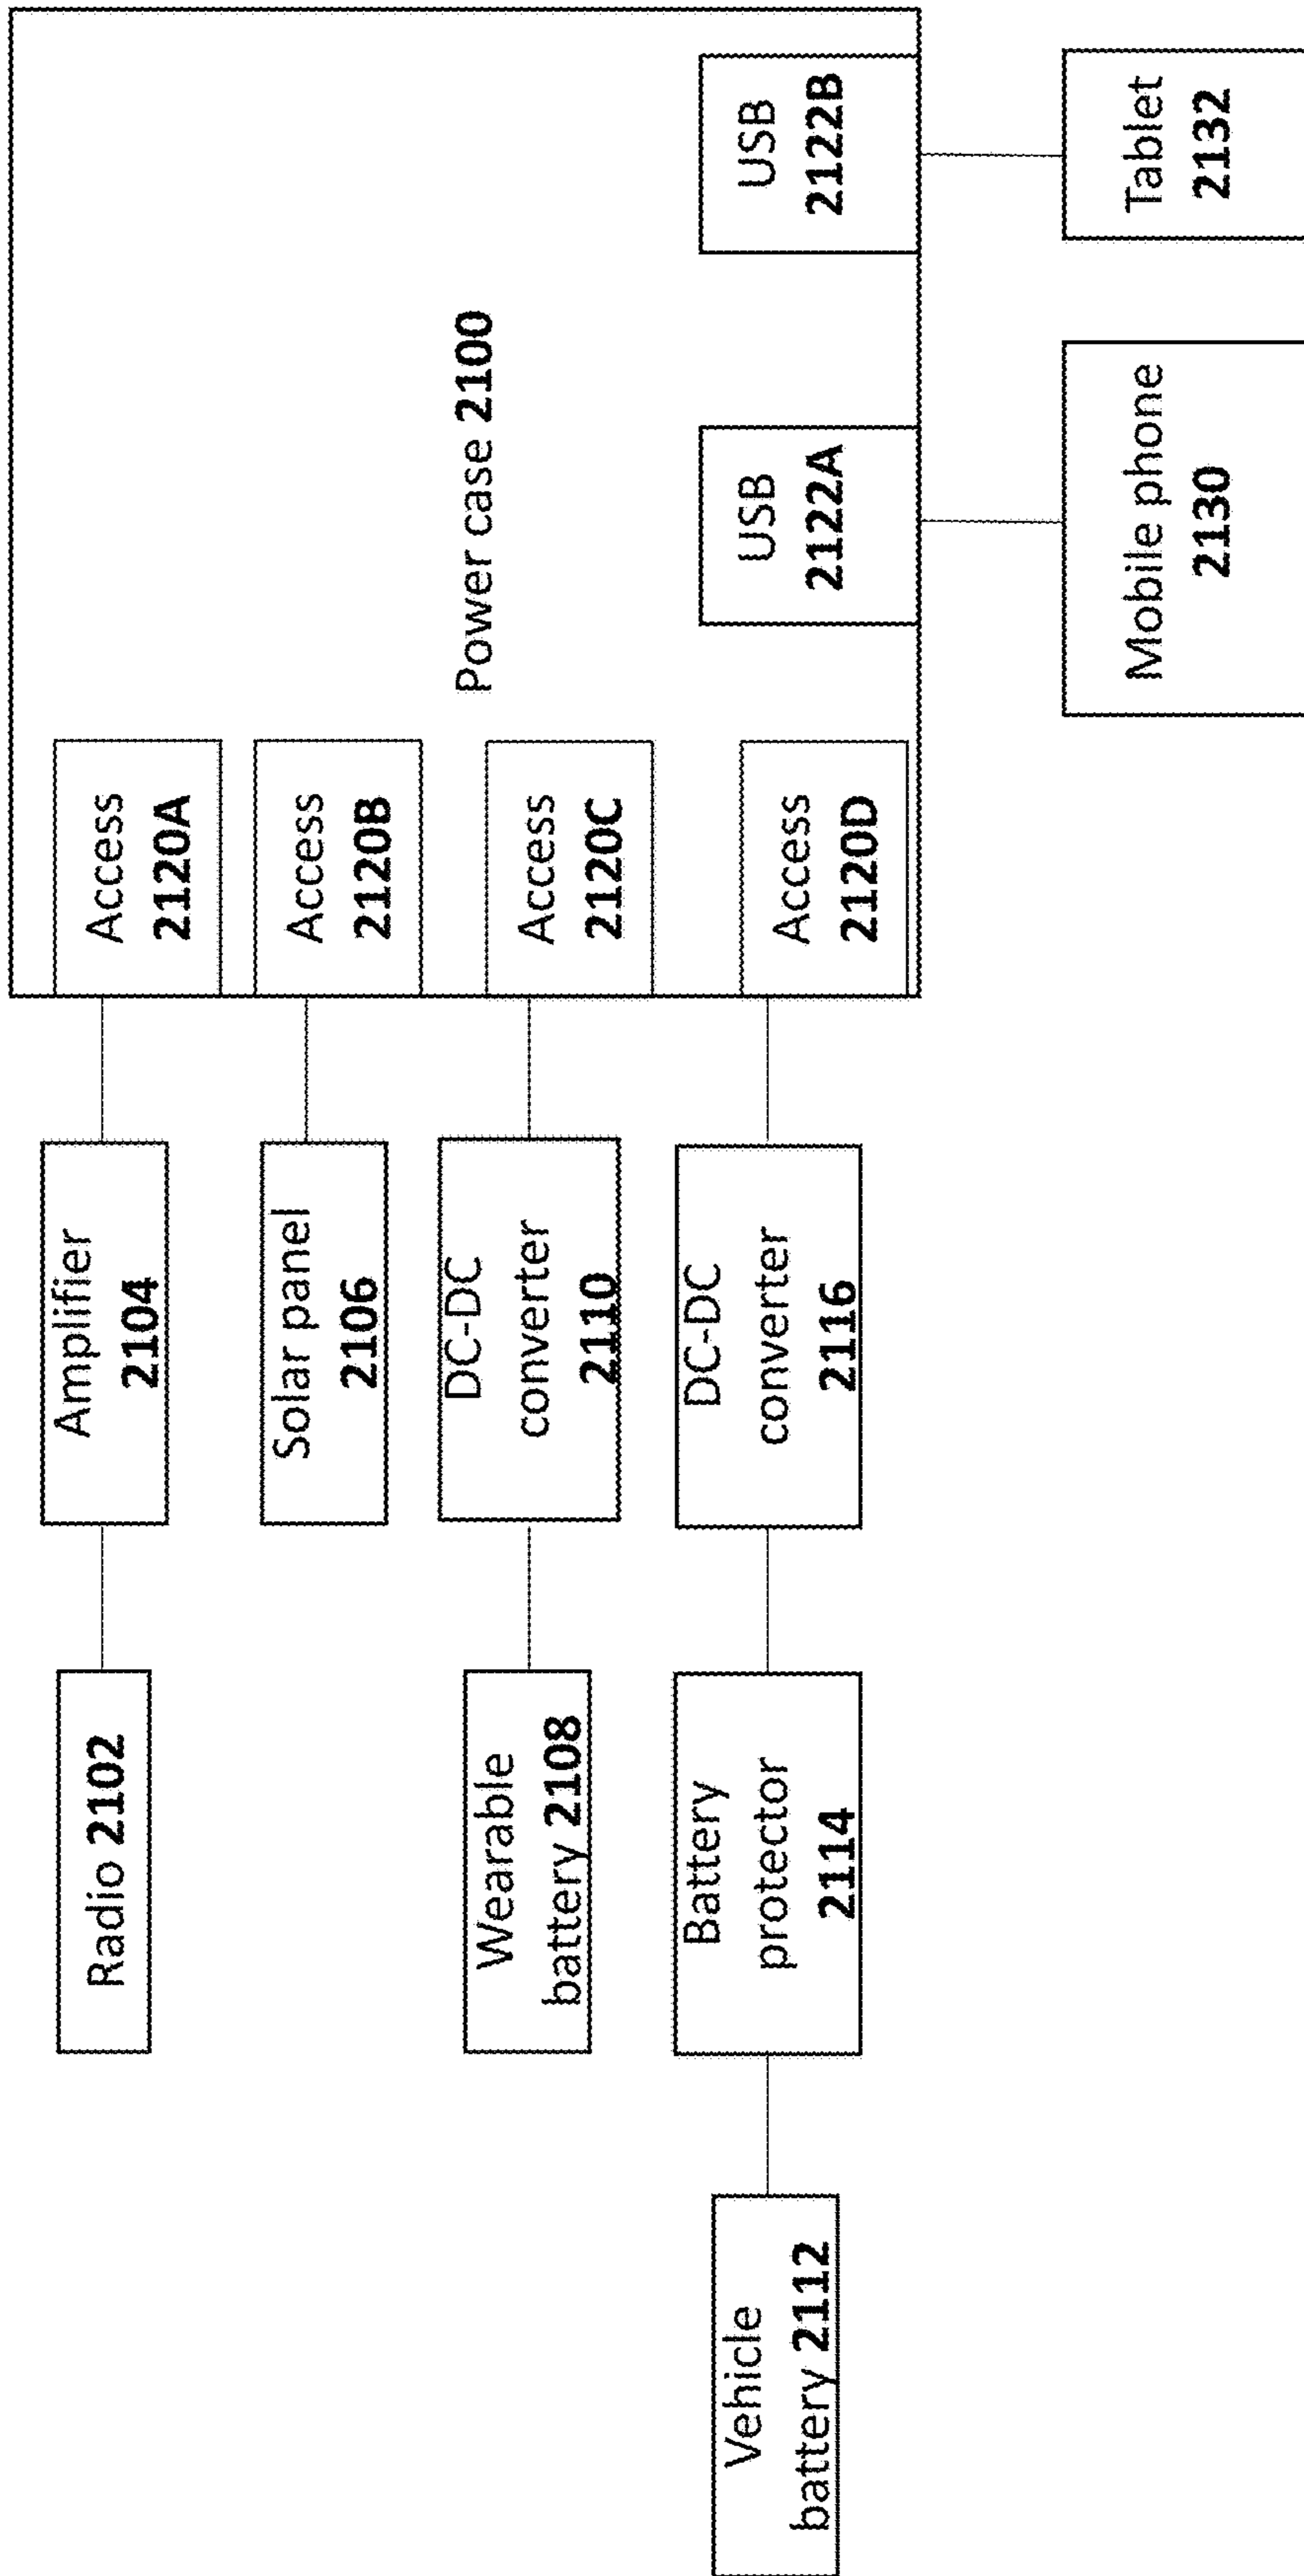 Radio 2102
Amplifier
2104
Access
2120A
Solar panel
2106
Access
2120B
Wearable
battery 2108
DC-DC
converter
2110
Access
2120C
Vehicle
battery 2112
Battery
protector
2114
DC-DC
converter
2116
Access
2120D
Power case 2100
USB
2122A
USB
2122B
Mobile phone
2130
Tablet
2132